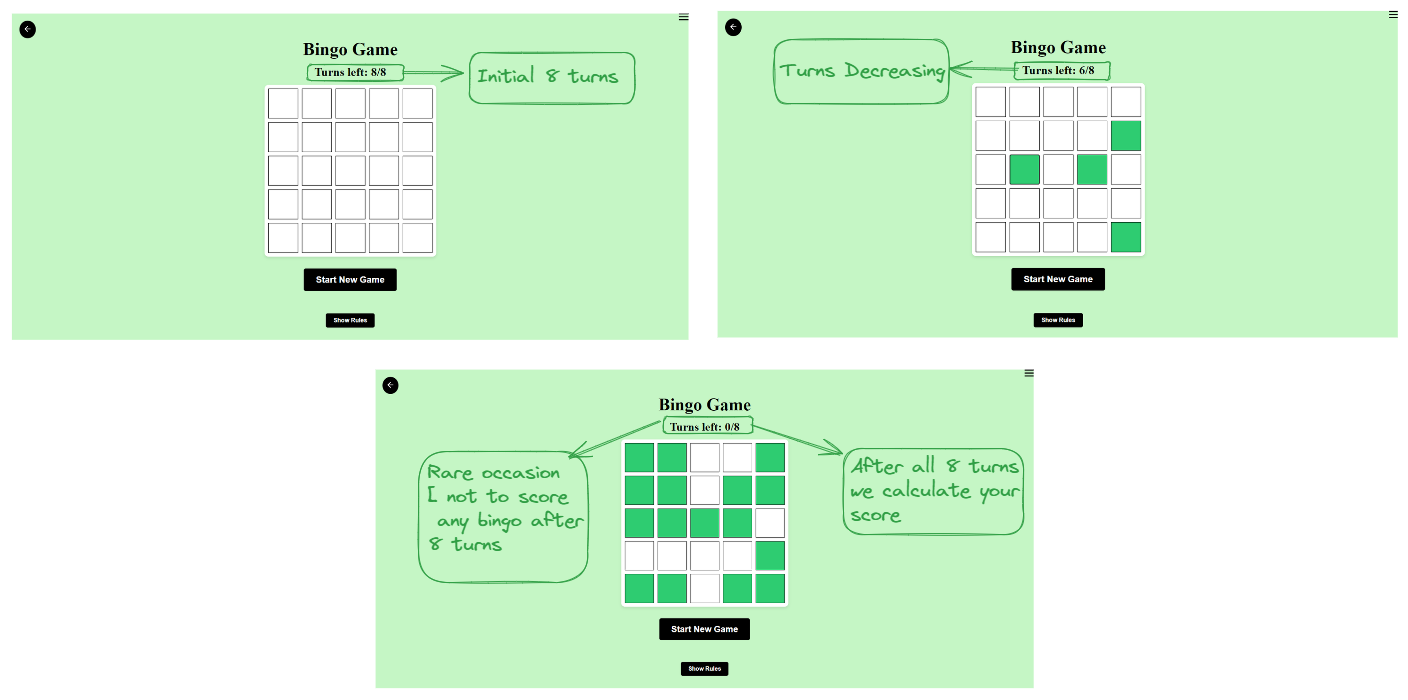 Bingo Game
Turns left: 8/8
Initial 8 turns
Start New Game
Show Rules
Bingo Game
Turns left: 6/8
Turns Decreasing
Start New Game
Show Rules
Bingo Game
Turns left: 0/8
Rare occasion
I not to score
any bingo after
8 turns
After all 8 turns
we calculate your
score
Start New Game
Show Rules